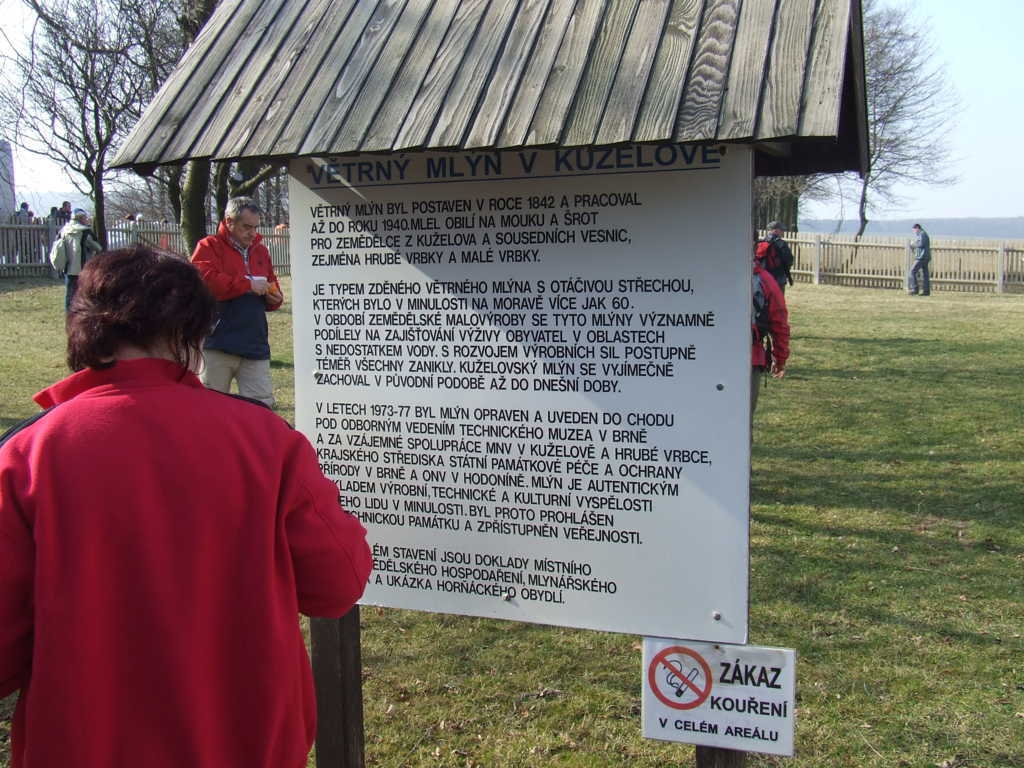 VĚTRNÝ MLÝN V KUŽELOVĚ
VĚTRNÝ MLÝN BYL POSTAVEN V ROCE 1842 A PRACOVAL
AŽ DO ROKU 1940. MLEL OBILÍ NA MOUKU A ŠROT
PRO ZEMĚDĚLCE Z KUŽELOVA A SOUSEDNÍCH VESNIC,
ZEJMÉNA HRUBÉ VRBKY A MALÉ VRBKY.
JE TYPEM ZDĚNÉHO VĚTRNÉHO MLÝNA S OTÁČIVOU STŘECHOU,
KTERÝCH BYLO V MINULOSTI NA MORAVĚ VÍCE JAK 60.
V OBDOBÍ ZEMĚDĚLSKÉ MALOVÝROBY SE TYTO MLÝNY VÝZNAMNĚ
PODÍLELY NA ZAJIŠŤOVÁNÍ VÝŽIVY OBYVATEL V OBLASTECH
S NEDOSTATKEM VODY. S ROZVOJEM VÝROBNÍCH SIL POSTUPNĚ
TÉMĚŘ VŠECHNY ZANIKLY. KUŽELOVSKÝ MLÝN SE VYJÍMEČNĚ
ZACHOVAL V PŮVODNÍ PODOBĚ AŽ DO DNEŠNÍ DOBY.
V LETECH 1973-77 BYL MLÝN OPRAVEN A UVEDEN DO CHODU
POD ODBORNÝM VEDENÍM TECHNICKÉHO MUZEA V BRNĚ
A ZA VZÁJEMNÉ SPOLUPRÁCE MNV V KUŽELOVĚ A HRUBÉ VRBCE,
KRAJSKÉHO STŘEDISKA STÁTNÍ PAMÁTKOVÉ PÉČE A OCHRANY
PŘÍRODY V BRNĚ A ONV V HODONÍNĚ. MLÝN JE AUTENTICKÝM
KLADEM VÝROBNÍ, TECHNICKÉ A KULTURNÍ VYSPĚLOSTI
EHO LIDU V MINULOSTI. BYL PROTO PROHLÁŠEN
CHNICKOU PAMÁTKU A ZPŘÍSTUPNĚN VEŘEJNOSTI.
ÉM STAVENÍ JSOU DOKLADY MÍSTNÍHO
ĚDĚLSKÉHO HOSPODAŘENÍ, MLYNÁŘSKÉHO
A UKÁZKA HORŇÁCKÉHO OBYDLÍ.
ZÁKAZ
KOUŘENÍ
V CELÉM AREÁLU